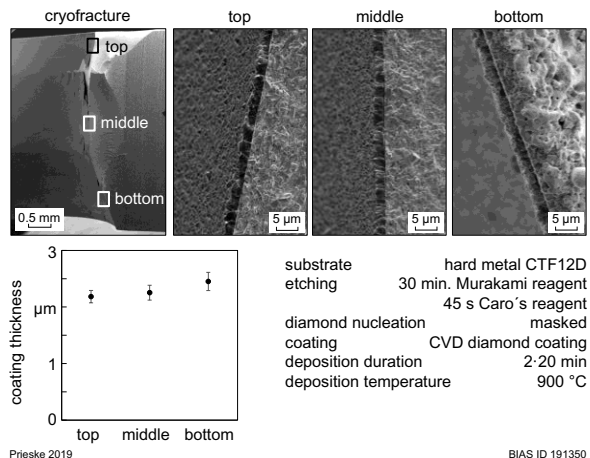 cryofracture
top
middle
bottom
top
middle
bottom
0.5 mm
5 µm
5 µm
5 µm
coating thickness
3
µm
1
0
top
middle
bottom
substrate hard metal CTF12D
etching 30 min. Murakami reagent
45 s Caro´s reagent
diamond nucleation masked
coating CVD diamond coating
deposition duration 2·20 min
deposition temperature 900 °C
Prieske 2019
BIAS ID 191350